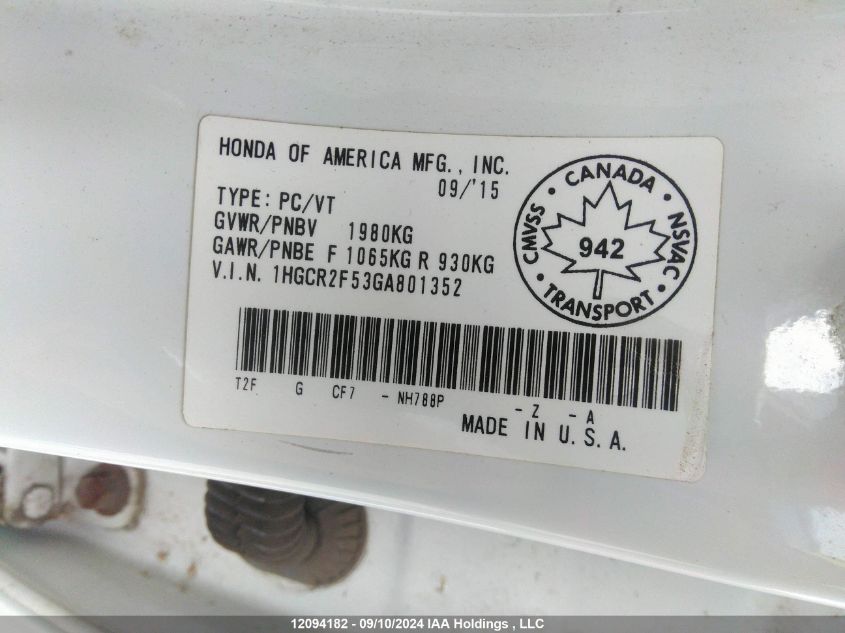 HONDA OF AMERICA MFG., INC.
09/'15
TYPE: PC/VT
GVWR/PNBV 1980KG
GAWR/PNBE F 1065KG R 930KG
V.I.N. 1HGCR2F53GA801352
CANADA
CMVSS
NSVAC
942
TRANSPORT
T2F G CF7 - NH788P - Z - A
MADE IN U.S.A.
12094182 - 09/10/2024 IAA Holdings , LLC